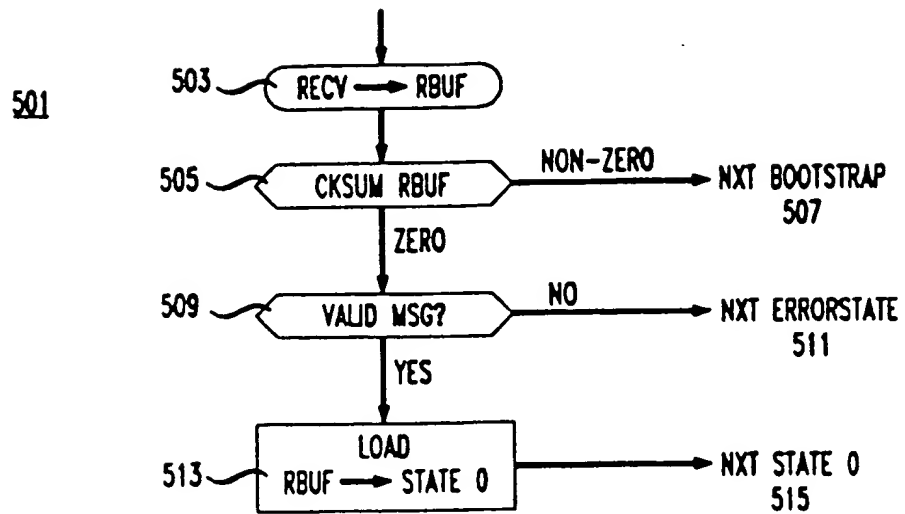 501
503
RECV → RBUF
505
CKSUM RBUF
NON-ZERO
NXT BOOTSTRAP
507
ZERO
509
VALID MSG?
NO
NXT ERRORSTATE
511
YES
513
LOAD
RBUF → STATE 0
NXT STATE 0
515